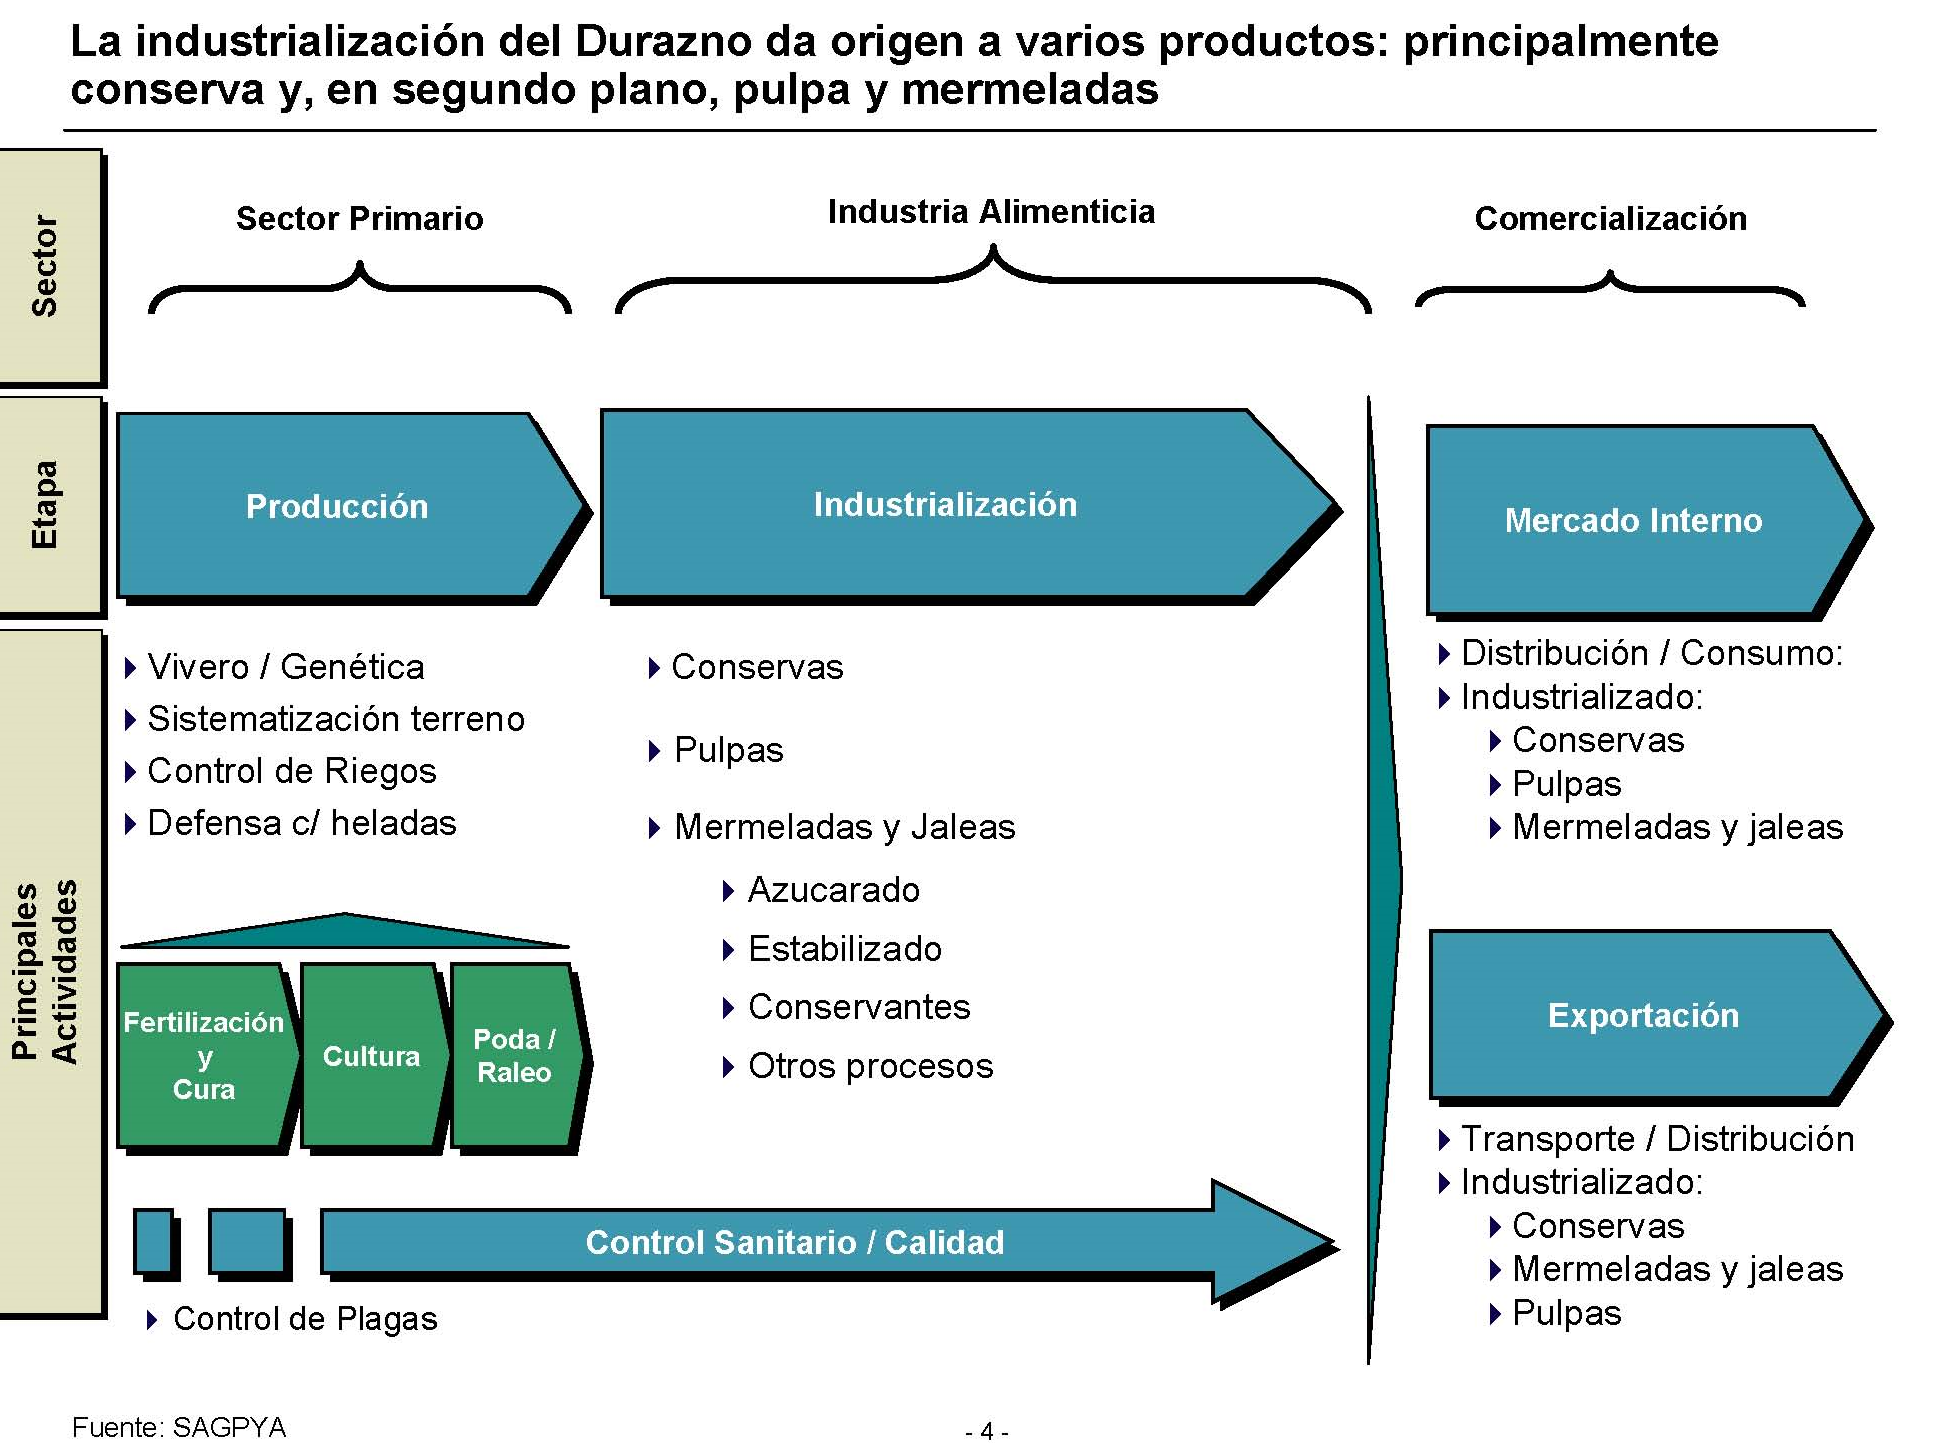 La industrialización del Durazno da origen a varios productos: principalmente
conserva y, en segundo plano, pulpa y mermeladas
Sector
Sector Primario
Industria Alimenticia
Comercialización
Etapa
Producción
Industrialización
Mercado Interno
Principales
Actividades
Vivero / Genética
Sistematización terreno
Control de Riegos
Defensa c/ heladas
Fertilización
y
Cura
Cultura
Poda /
Raleo
Conservas
Pulpas
Mermeladas y Jaleas
Azucarado
Estabilizado
Conservantes
Otros procesos
Control Sanitario / Calidad
Control de Plagas
Distribución / Consumo:
Industrializado:
Conservas
Pulpas
Mermeladas y jaleas
Exportación
Transporte / Distribución
Industrializado:
Conservas
Mermeladas y jaleas
Pulpas
Fuente: SAGPYA
- 4 -